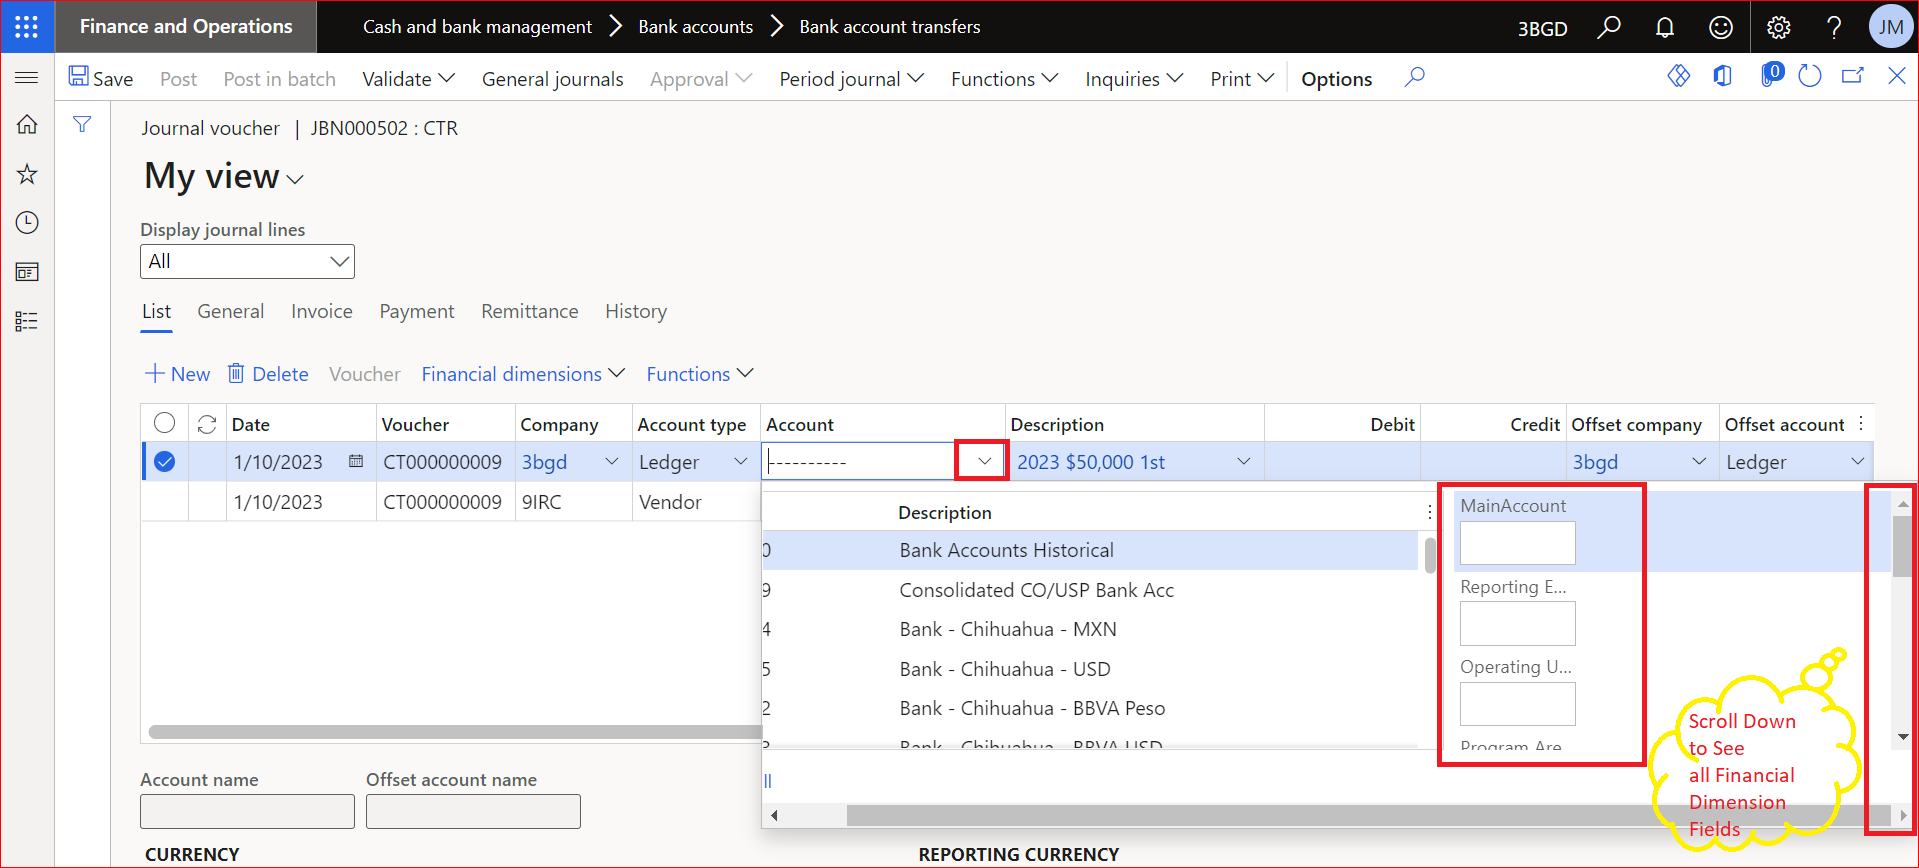 Finance and Operations Cash and bank management Bank accounts Bank account transfers 3BGD JM
Save Post Post in batch Validate General journals Approval Period journal Functions Inquiries Print Options 0
Journal voucher | JBN000502 : CTR
My view
Display journal lines
All
List General Invoice Payment Remittance History
New Delete Voucher Financial dimensions Functions
Date Voucher Company Account type Account Description Debit Credit Offset company Offset account
1/10/2023 CT000000009 3bgd Ledger ---------- 2023 $50,000 1st 3bgd Ledger
1/10/2023 CT000000009 9IRC Vendor
Description
MainAccount
0 Bank Accounts Historical
9 Consolidated CO/USP Bank Acc
Reporting E...
4 Bank - Chihuahua - MXN
5 Bank - Chihuahua - USD
Operating U...
2 Bank - Chihuahua - BBVA Peso
Bank - Chihuahua - BBVA USD
Program Are
Scroll Down
to See
all Financial
Dimension
Fields
Account name Offset account name
CURRENCY REPORTING CURRENCY